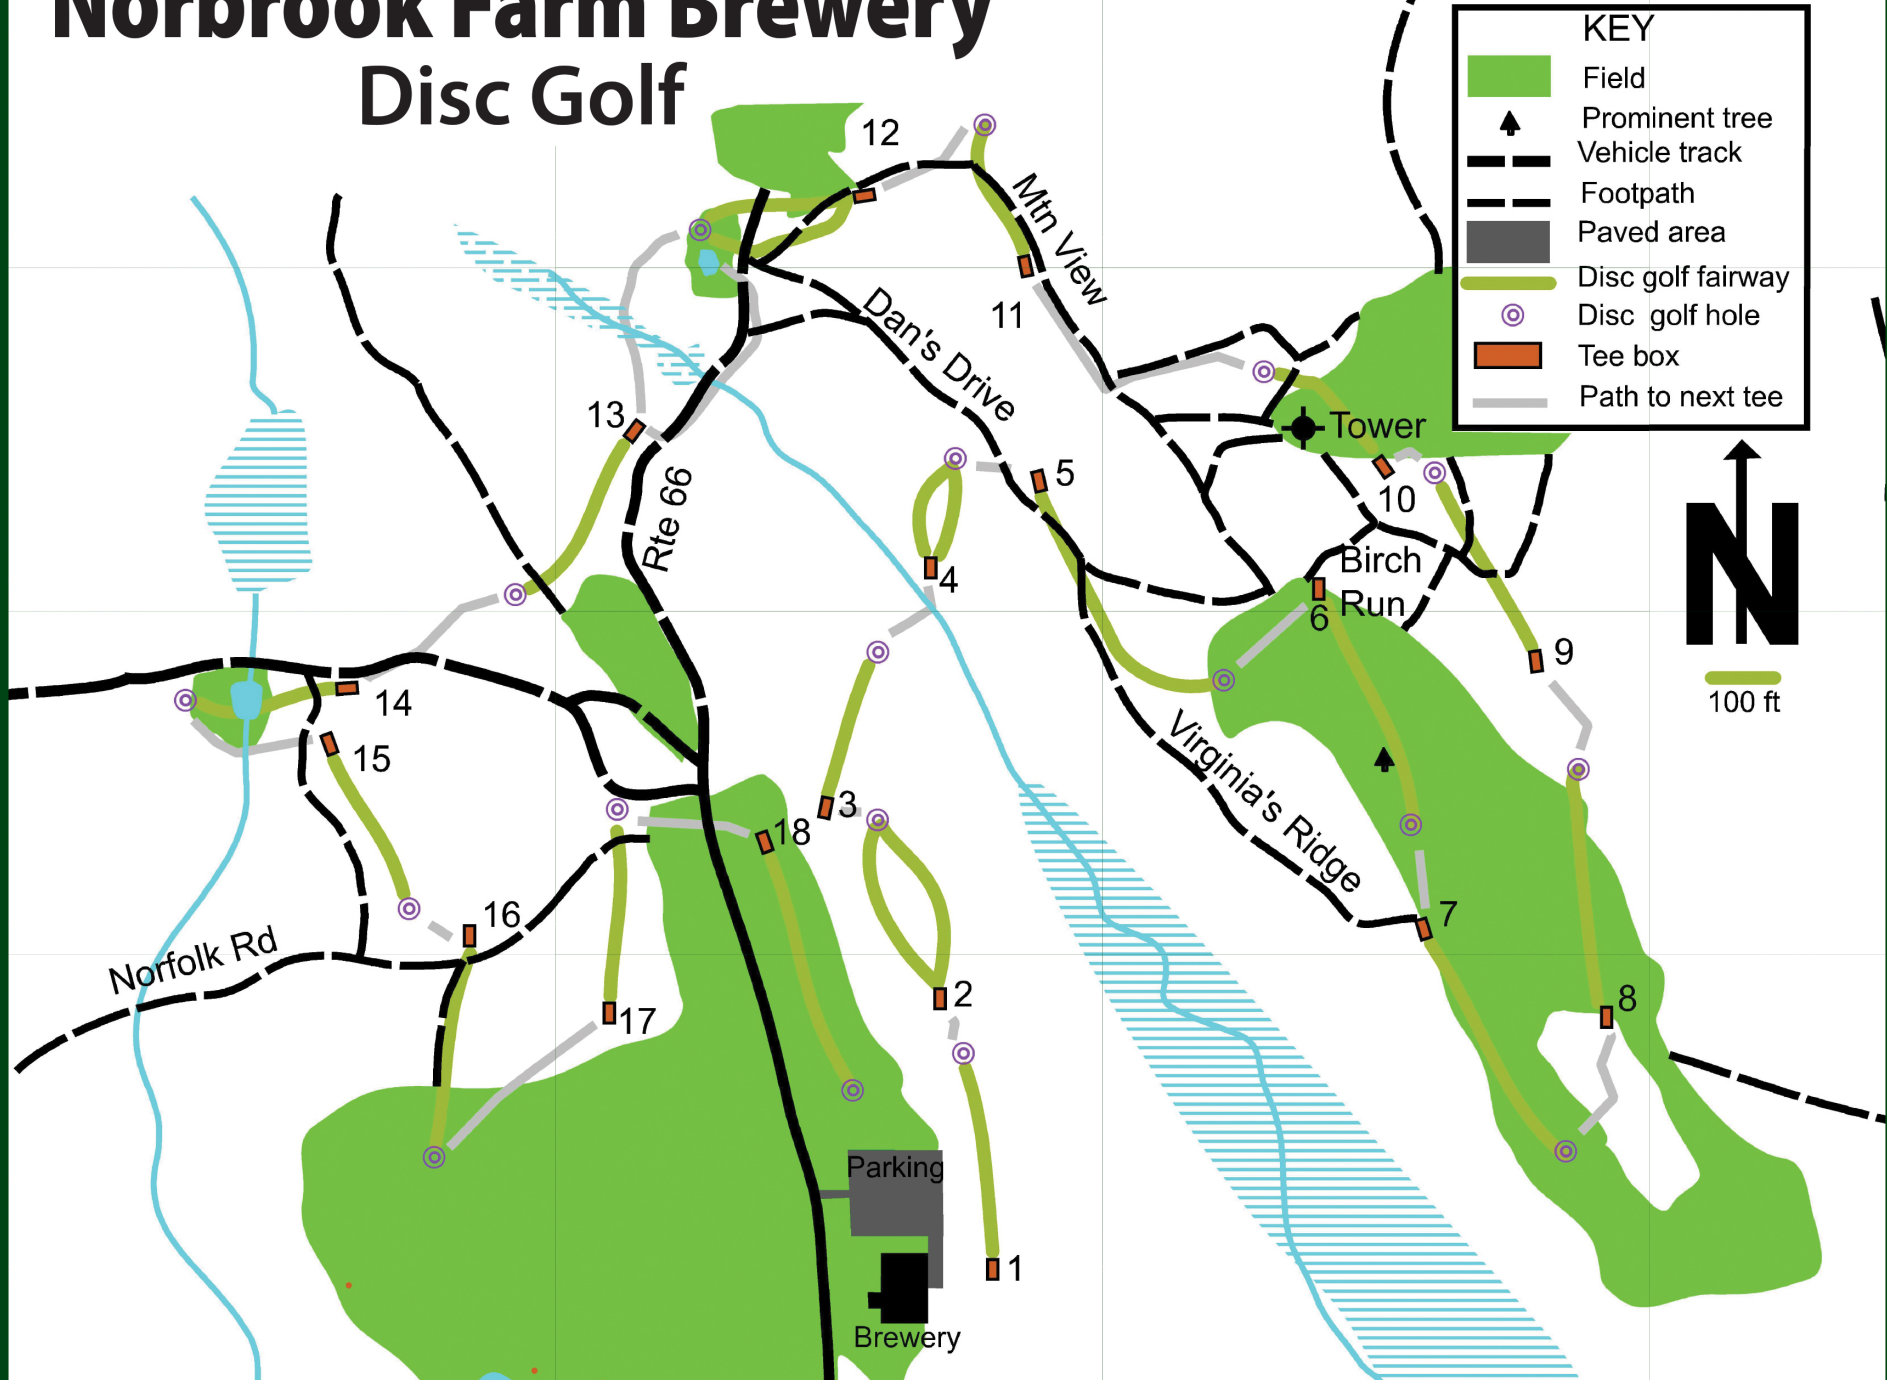 Norbrook Farm Brewery
Disc Golf
KEY
Field
Prominent tree
Vehicle track
Footpath
Paved area
Disc golf fairway
Disc golf hole
Tee box
Path to next tee
N
100 ft
12
Mtn View
11
Dan's Drive
13
Tower
10
5
Rte 66
4
Birch
Run
6
9
14
15
Virginia's Ridge
3
18
16
7
Norfolk Rd
2
8
17
Parking
1
Brewery